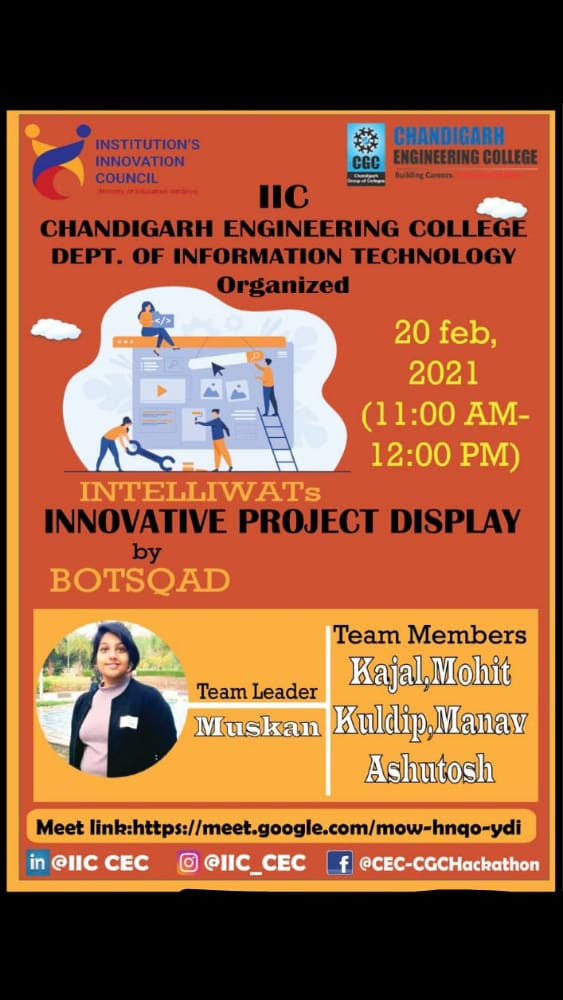 INSTITUTION'S
INNOVATION
COUNCIL
(Ministry of Education Initiative)
CGC
Chandigarh
Group of Colleges
CHANDIGARH
ENGINEERING COLLEGE
Building Careers.
IIC
CHANDIGARH ENGINEERING COLLEGE
DEPT. OF INFORMATION TECHNOLOGY
Organized
</>
20 feb,
2021
(11:00 AM-
12:00 PM)
INTELLIWATs
INNOVATIVE PROJECT DISPLAY
by
BOTSQAD
Team Leader
Muskan
Team Members
Kajal,Mohit
Kuldip,Manav
Ashutosh
Meet link:https://meet.google.com/mow-hnqo-ydi
in @IIC CEC
@IIC_CEC
f @CEC-CGCHackathon